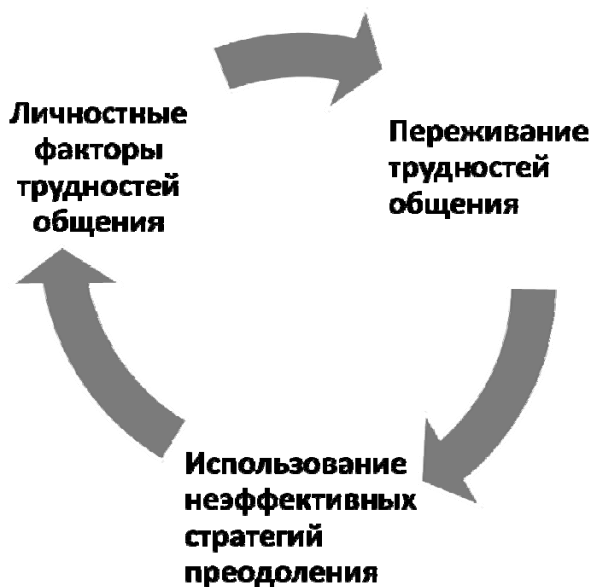 Личностные
факторы
трудностей
общения
Переживание
трудностей
общения
Использование
неэффективных
стратегий
преодоления